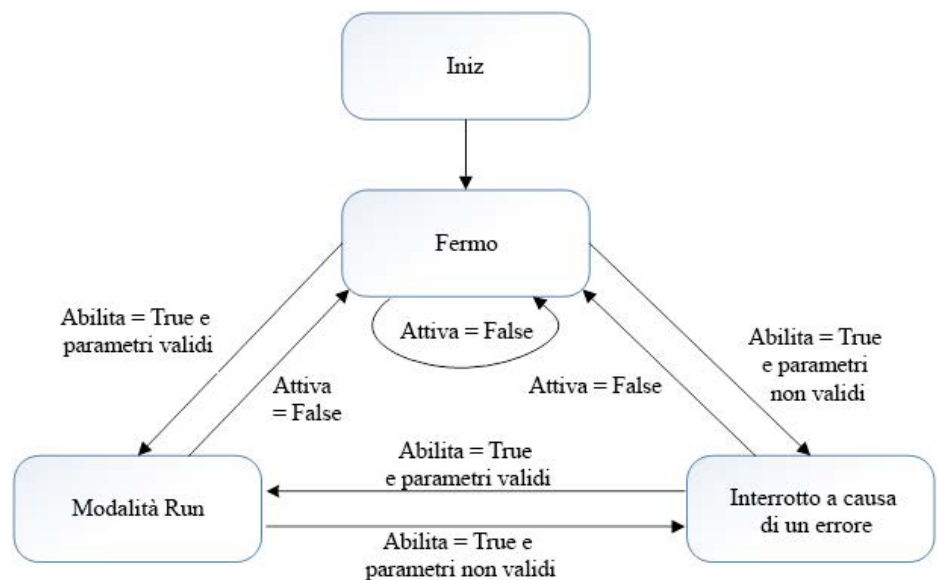 Iniz
Fermo
Attiva = False
Abilita = True e
parametri validi
Attiva
= False
Attiva = False
Abilita = True
e parametri
non validi
Abilita = True
e parametri validi
Modalità Run
Interrotto a causa
di un errore
Abilita = True e
parametri non validi